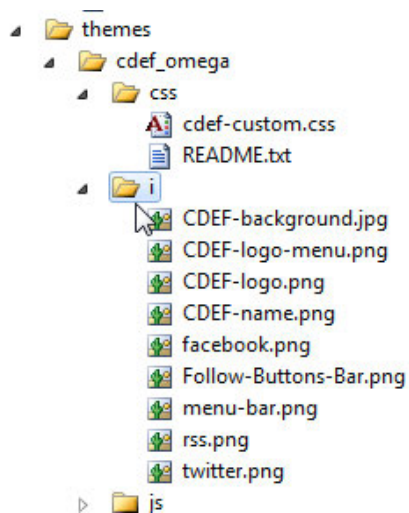 themes
cdef_omega
css
cdef-custom.css
README.txt
i
CDEF-background.jpg
CDEF-logo-menu.png
CDEF-logo.png
CDEF-name.png
facebook.png
Follow-Buttons-Bar.png
menu-bar.png
rss.png
twitter.png
js